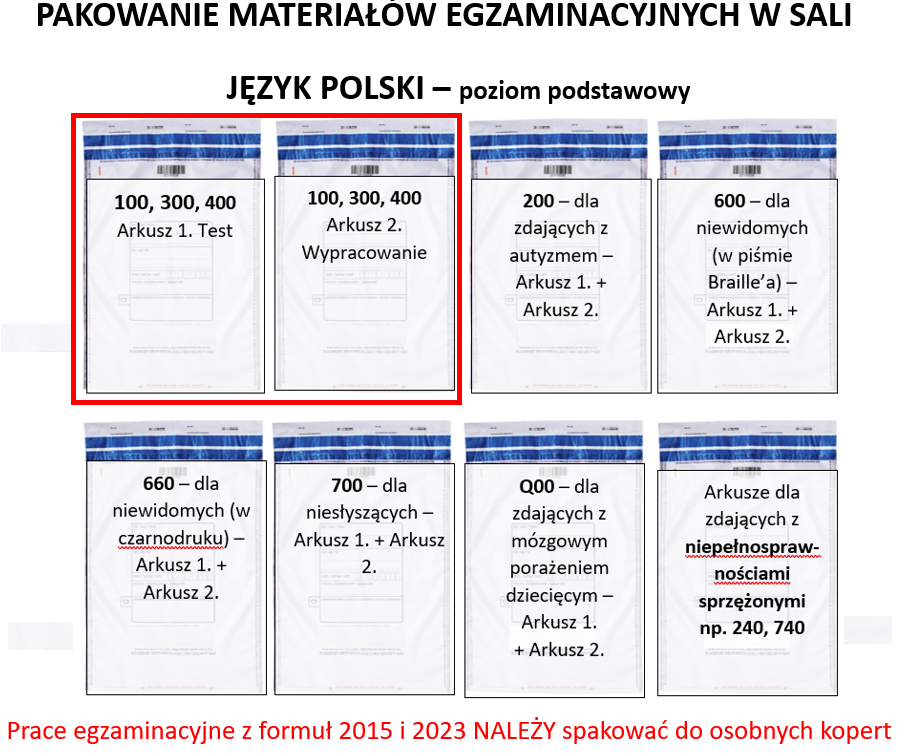 PAKOWANIE MATERIAŁÓW EGZAMINACYJNYCH W SALI
JĘZYK POLSKI – poziom podstawowy
100, 300, 400
Arkusz 1. Test
100, 300, 400
Arkusz 2.
Wypracowanie
200 – dla
zdających z
autyzmem –
Arkusz 1. +
Arkusz 2.
600 – dla
niewidomych
(w piśmie
Braille’a) –
Arkusz 1. +
Arkusz 2.
660 – dla
niewidomych (w
czarnodruku) –
Arkusz 1. +
Arkusz 2.
700 – dla
niesłyszących –
Arkusz 1. + Arkusz
2.
Q00 – dla
zdających z
mózgowym
porażeniem
dziecięcym –
Arkusz 1.
+ Arkusz 2.
Arkusze dla
zdających z
niepełnospraw-
nościami
sprzężonymi
np. 240, 740
Prace egzaminacyjne z formuł 2015 i 2023 NALEŻY spakować do osobnych kopert